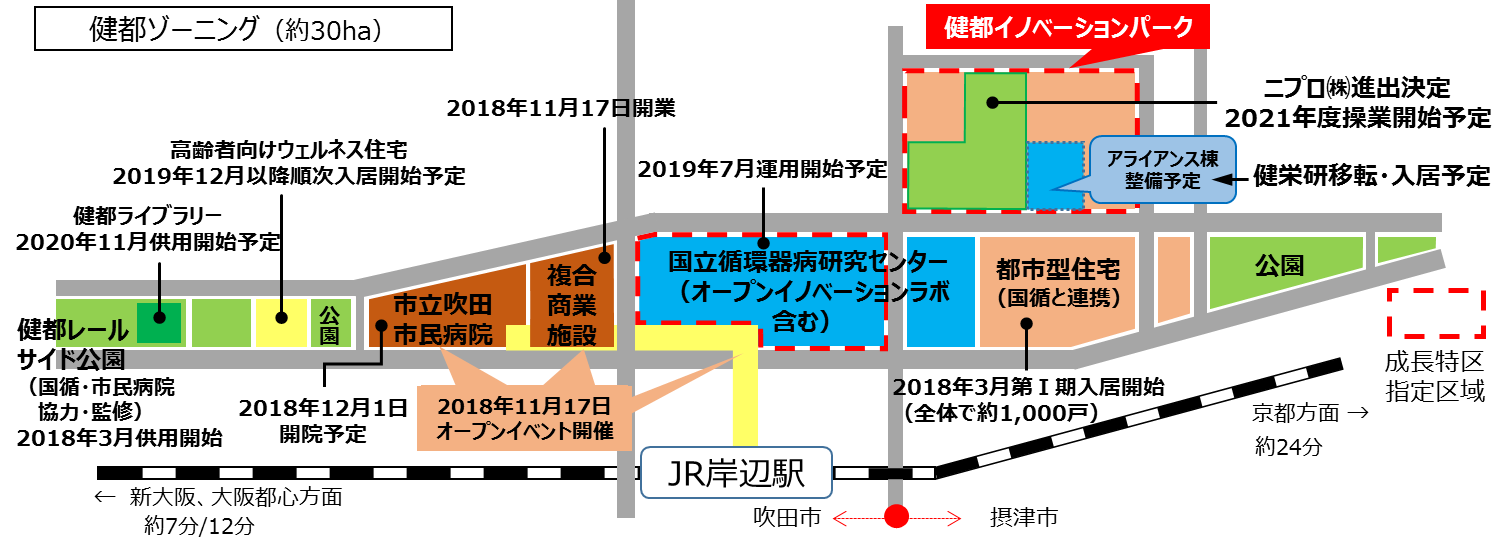 健都ゾーニング（約30ha）
健都イノベーションパーク
ニプロ㈱進出決定
2021年度操業開始予定
2018年11月17日開業
アライアンス棟
整備予定
健栄研移転・入居予定
高齢者向けウェルネス住宅
2019年12月以降順次入居開始予定
2019年7月運用開始予定
健都ライブラリー
2020年11月供用開始予定
国立循環器病研究センター
（オープンイノベーションラボ
含む）
都市型住宅
（国循と連携）
公園
複合
商業
施設
市立吹田
市民病院
公
園
健都レール
サイド公園
（国循・市民病院
協力・監修）
2018年3月供用開始
2018年12月1日
開院予定
2018年11月17日
オープンイベント開催
2018年3月第Ⅰ期入居開始
（全体で約1,000戸）
成長特区
指定区域
京都方面 →
約24分
JR岸辺駅
← 新大阪、大阪都心方面
約7分/12分
吹田市
摂津市